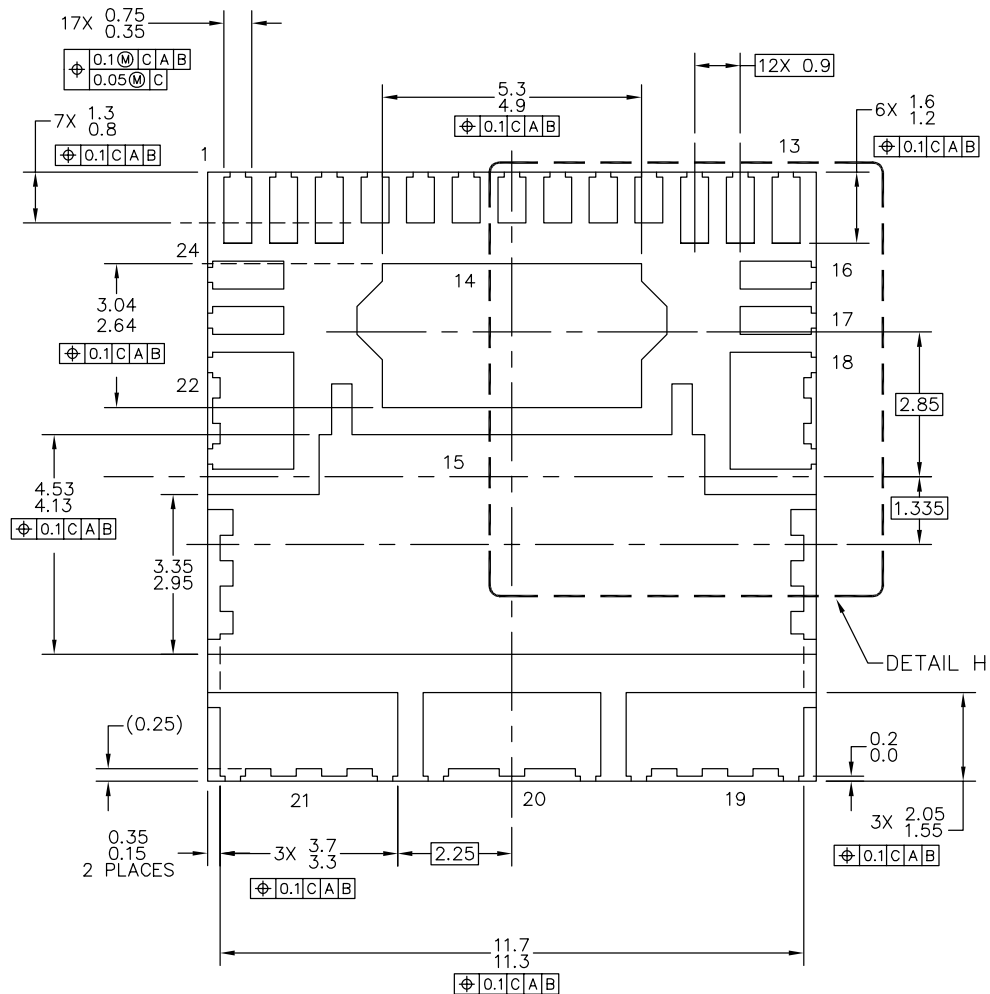 17X 0.75
0.35
⌖ 0.1Ⓜ C A B
0.05Ⓜ C
12X 0.9
5.3
4.9
⌖ 0.1 C A B
7X 1.3
0.8
⌖ 0.1 C A B
6X 1.6
1.2
⌖ 0.1 C A B
1
13
24
14
16
3.04
2.64
⌖ 0.1 C A B
17
22
18
2.85
15
4.53
4.13
⌖ 0.1 C A B
1.335
3.35
2.95
DETAIL H
(0.25)
0.2
0.0
21
20
19
3X 2.05
1.55
⌖ 0.1 C A B
0.35
0.15
2 PLACES
3X 3.7
3.3
⌖ 0.1 C A B
2.25
11.7
11.3
⌖ 0.1 C A B